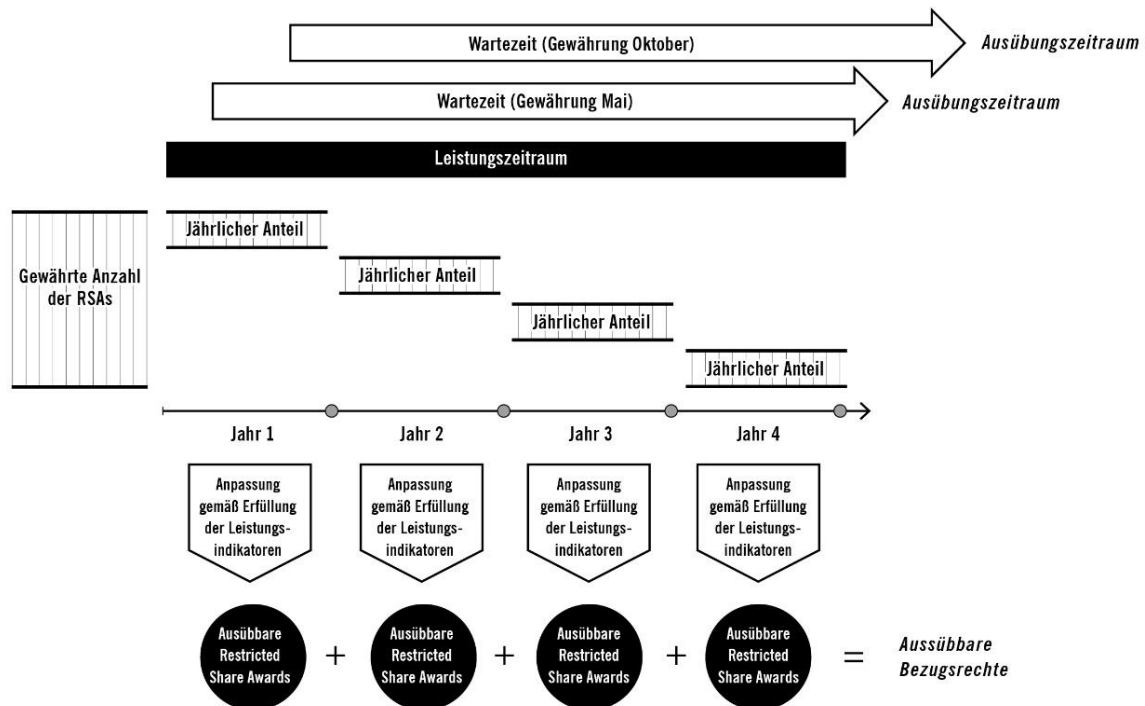 Wartezeit (Gewährung Oktober)
Ausübungszeitraum
Wartezeit (Gewährung Mai)
Ausübungszeitraum
Leistungszeitraum
Gewährte Anzahl
der RSAs
Jährlicher Anteil
Jährlicher Anteil
Jährlicher Anteil
Jährlicher Anteil
Jahr 1
Jahr 2
Jahr 3
Jahr 4
Anpassung
gemäß Erfüllung
der Leistungs-
indikatoren
Anpassung
gemäß Erfüllung
der Leistungs-
indikatoren
Anpassung
gemäß Erfüllung
der Leistungs-
indikatoren
Anpassung
gemäß Erfüllung
der Leistungs-
indikatoren
Ausübbare
Restricted
Share Awards
+
Ausübbare
Restricted
Share Awards
+
Ausübbare
Restricted
Share Awards
+
Ausübbare
Restricted
Share Awards
=
Aussübbare
Bezugsrechte